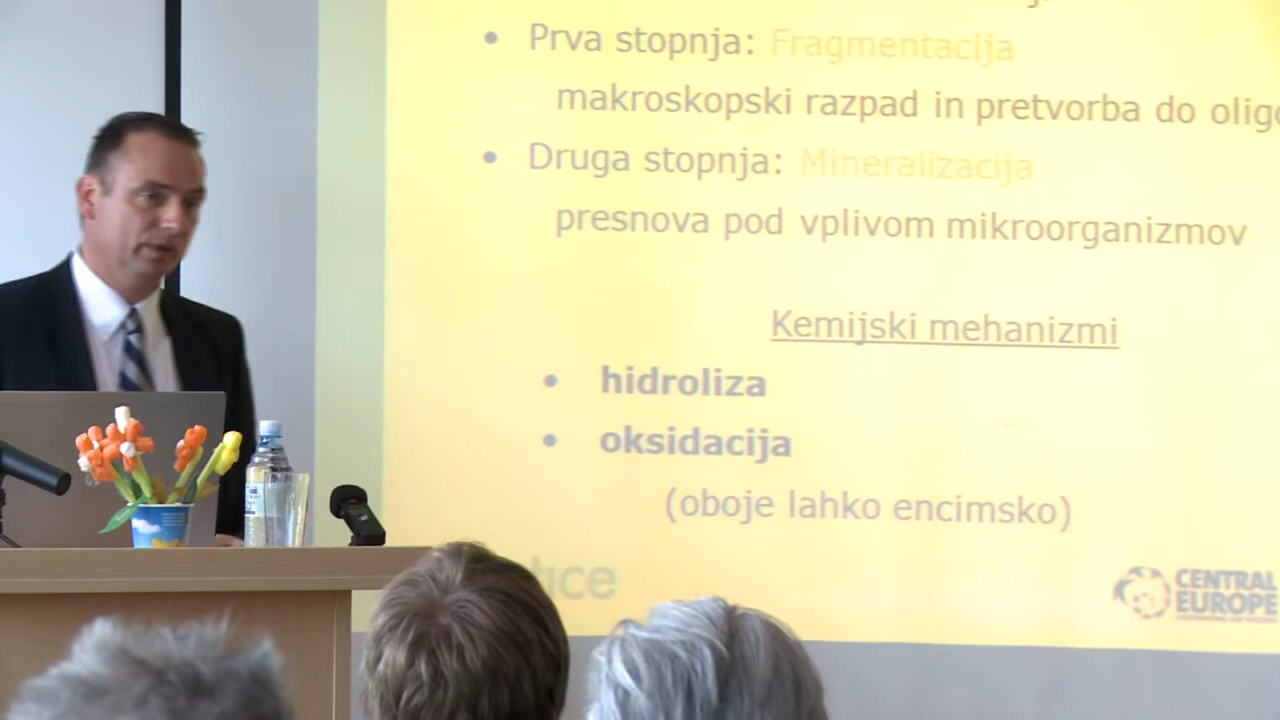 • Prva stopnja: Fragmentacija
makroskopski razpad in pretvorba do oligo
• Druga stopnja: Mineralizacija
presnova pod vplivom mikroorganizmov
Kemijski mehanizmi
• hidroliza
• oksidacija
(oboje lahko encimsko)
tice
CENTRAL
EUROPE